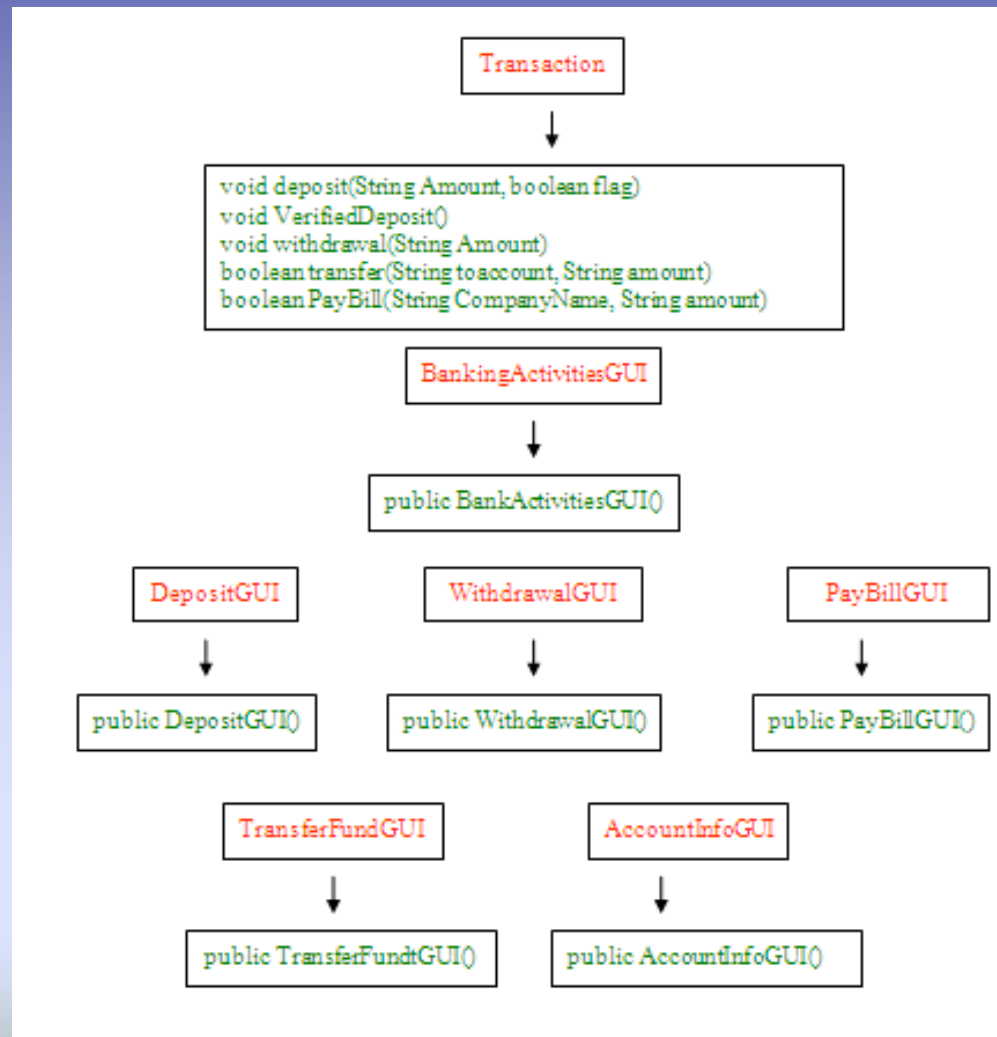 Transaction
void deposit(String Amount, boolean flag)
void VerifiedDeposit()
void withdrawal(String Amount)
boolean transfer(String toaccount, String amount)
boolean PayBill(String CompanyName, String amount)
BankingActivitiesGUI
public BankActivitiesGUI()
DepositGUI WithdrawalGUI PayBillGUI
public DepositGUI() public WithdrawalGUI() public PayBillGUI()
TransferFundGUI AccountInfoGUI
public TransferFundtGUI() public AccountInfoGUI()